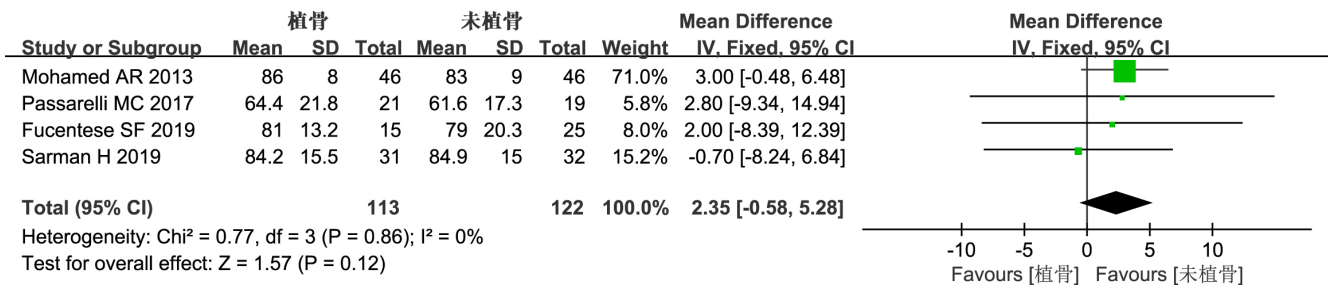 植骨 未植骨 Mean Difference Mean Difference
Study or Subgroup Mean SD Total Mean SD Total Weight IV, Fixed, 95% CI IV, Fixed, 95% CI
Mohamed AR 2013 86 8 46 83 9 46 71.0% 3.00 [-0.48, 6.48]
Passarelli MC 2017 64.4 21.8 21 61.6 17.3 19 5.8% 2.80 [-9.34, 14.94]
Fucentese SF 2019 81 13.2 15 79 20.3 25 8.0% 2.00 [-8.39, 12.39]
Sarman H 2019 84.2 15.5 31 84.9 15 32 15.2% -0.70 [-8.24, 6.84]
Total (95% CI) 113 122 100.0% 2.35 [-0.58, 5.28]
Heterogeneity: Chi² = 0.77, df = 3 (P = 0.86); I² = 0%
Test for overall effect: Z = 1.57 (P = 0.12)
-10 -5 0 5 10
Favours [植骨] Favours [未植骨]